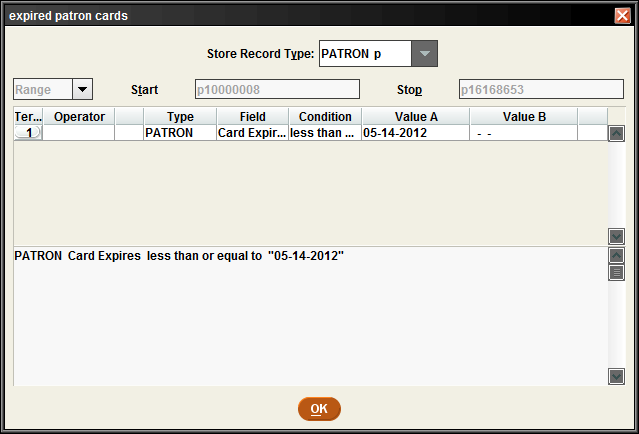 expired patron cards
Store Record Type: PATRON p
Range Start p10000008 Stop p16168653
Ter... Operator Type Field Condition Value A Value B
1 PATRON Card Expir... less than ... 05-14-2012 - -
PATRON Card Expires less than or equal to "05-14-2012"
OK